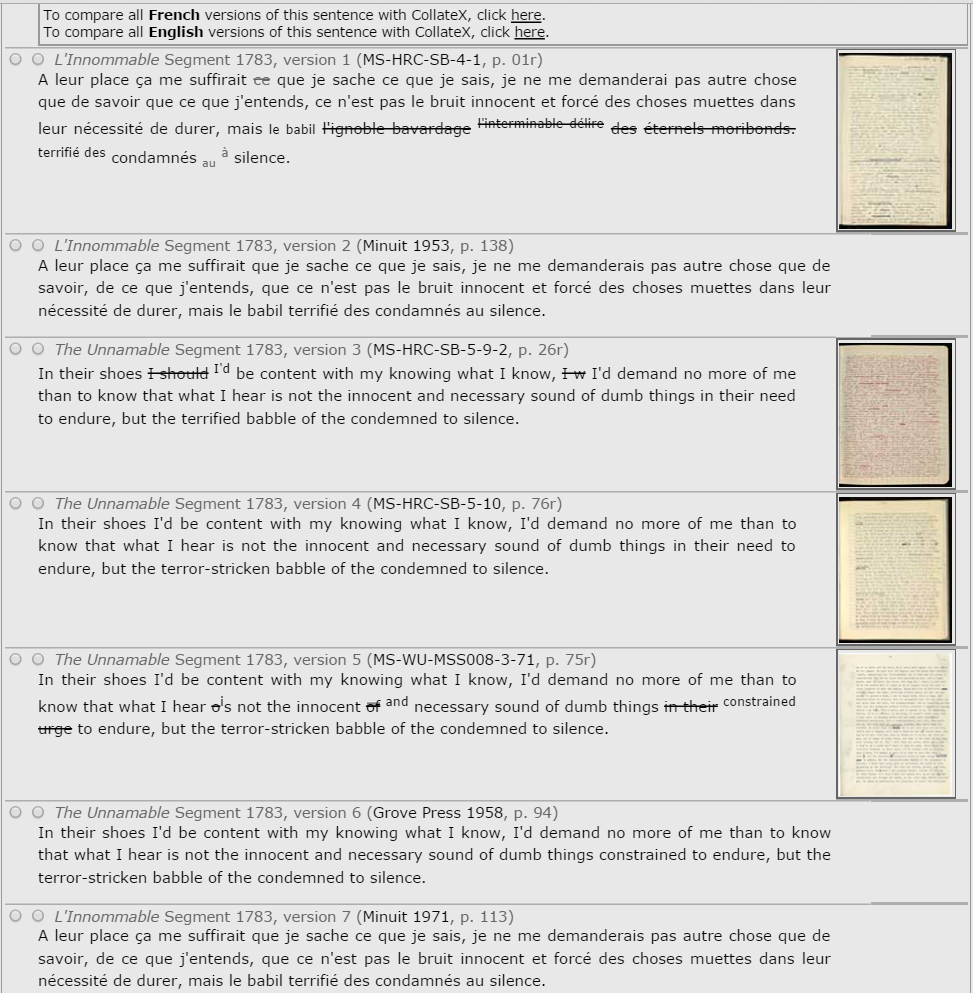 To compare all French versions of this sentence with CollateX, click here.
To compare all English versions of this sentence with CollateX, click here.
L'Innommable Segment 1783, version 1 (MS-HRC-SB-4-1, p. 01r)
A leur place ça me suffirait ce que je sache ce que je sais, je ne me demanderai pas autre chose
que de savoir que ce que j'entends, ce n'est pas le bruit innocent et forcé des choses muettes dans
leur nécessité de durer, mais le babil l'ignoble bavardage l'interminable délire des éternels moribonds.
terrifié des condamnés au à silence.
L'Innommable Segment 1783, version 2 (Minuit 1953, p. 138)
A leur place ça me suffirait que je sache ce que je sais, je ne me demanderais pas autre chose que de
savoir, de ce que j'entends, que ce n'est pas le bruit innocent et forcé des choses muettes dans leur
nécessité de durer, mais le babil terrifié des condamnés au silence.
The Unnamable Segment 1783, version 3 (MS-HRC-SB-5-9-2, p. 26r)
In their shoes I should I'd be content with my knowing what I know, I w I'd demand no more of me
than to know that what I hear is not the innocent and necessary sound of dumb things in their need
to endure, but the terrified babble of the condemned to silence.
The Unnamable Segment 1783, version 4 (MS-HRC-SB-5-10, p. 76r)
In their shoes I'd be content with my knowing what I know, I'd demand no more of me than to
know that what I hear is not the innocent and necessary sound of dumb things in their need to
endure, but the terror-stricken babble of the condemned to silence.
The Unnamable Segment 1783, version 5 (MS-WU-MSS008-3-71, p. 75r)
In their shoes I'd be content with my knowing what I know, I'd demand no more of me than to
know that what I hear ois not the innocent of and necessary sound of dumb things in their constrained
urge to endure, but the terror-stricken babble of the condemned to silence.
The Unnamable Segment 1783, version 6 (Grove Press 1958, p. 94)
In their shoes I'd be content with my knowing what I know, I'd demand no more of me than to know
that what I hear is not the innocent and necessary sound of dumb things constrained to endure, but the
terror-stricken babble of the condemned to silence.
L'Innommable Segment 1783, version 7 (Minuit 1971, p. 113)
A leur place ça me suffirait que je sache ce que je sais, je ne me demanderais pas autre chose que de
savoir, de ce que j'entends, que ce n'est pas le bruit innocent et forcé des choses muettes dans leur
nécessité de durer, mais le babil terrifié des condamnés au silence.